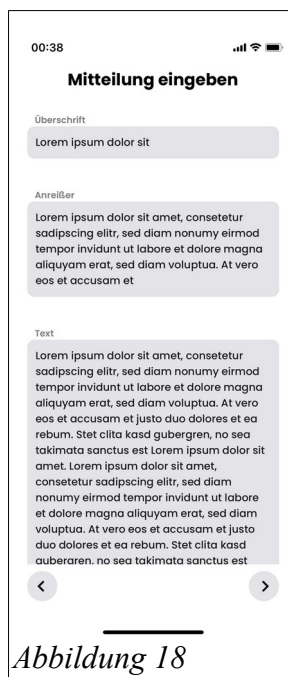 00:38
Mitteilung eingeben
Überschrift
Lorem ipsum dolor sit
Anreißer
Lorem ipsum dolor sit amet, consetetur
sadipscing elitr, sed diam nonumy eirmod
tempor invidunt ut labore et dolore magna
aliquyam erat, sed diam voluptua. At vero
eos et accusam et
Text
Lorem ipsum dolor sit amet, consetetur
sadipscing elitr, sed diam nonumy eirmod
tempor invidunt ut labore et dolore magna
aliquyam erat, sed diam voluptua. At vero
eos et accusam et justo duo dolores et ea
rebum. Stet clita kasd gubergren, no sea
takimata sanctus est Lorem ipsum dolor sit
amet. Lorem ipsum dolor sit amet,
consetetur sadipscing elitr, sed diam
nonumy eirmod tempor invidunt ut labore
et dolore magna aliquyam erat, sed diam
voluptua. At vero eos et accusam et justo
duo dolores et ea rebum. Stet clita kasd
gubergren, no sea takimata sanctus est
Abbildung 18